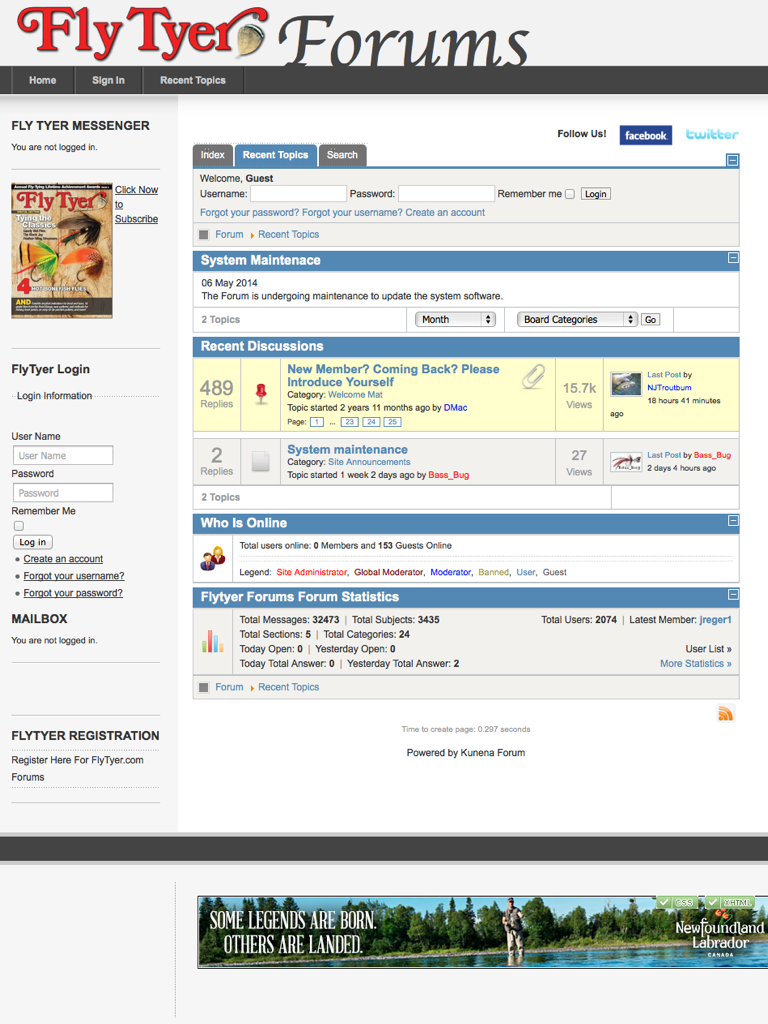 Fly Tyer Forums
Home Sign In Recent Topics
FLY TYER MESSENGER
You are not logged in.
Fly Tyer
Tying the
Classics
4 HOT BONEFISH FLIES
AND
Click Now
to
Subscribe
FlyTyer Login
Login Information
User Name
User Name
Password
Password
Remember Me
Log in
Create an account
Forgot your username?
Forgot your password?
MAILBOX
You are not logged in.
FLYTYER REGISTRATION
Register Here For FlyTyer.com
Forums
Follow Us! facebook twitter
Index Recent Topics Search
Welcome, Guest
Username: Password: Remember me Login
Forgot your password? Forgot your username? Create an account
Forum Recent Topics
System Maintenace
06 May 2014
The Forum is undergoing maintenance to update the system software.
2 Topics Month Board Categories Go
Recent Discussions
489
Replies
New Member? Coming Back? Please
Introduce Yourself
Category: Welcome Mat
Topic started 2 years 11 months ago by DMac
Page: 1 ... 23 24 25
15.7k
Views
Last Post by
NJTroutbum
18 hours 41 minutes
ago
2
Replies
System maintenance
Category: Site Announcements
Topic started 1 week 2 days ago by Bass_Bug
27
Views
Last Post by Bass_Bug
2 days 4 hours ago
2 Topics
Who Is Online
Total users online: 0 Members and 153 Guests Online
Legend: Site Administrator, Global Moderator, Moderator, Banned, User, Guest
Flytyer Forums Forum Statistics
Total Messages: 32473 | Total Subjects: 3435
Total Sections: 5 | Total Categories: 24
Today Open: 0 | Yesterday Open: 0
Today Total Answer: 0 | Yesterday Total Answer: 2
Total Users: 2074 | Latest Member: jreger1
User List »
More Statistics »
Forum Recent Topics
Time to create page: 0.297 seconds
Powered by Kunena Forum
SOME LEGENDS ARE BORN.
OTHERS ARE LANDED.
CSS XHTML
Newfoundland
Labrador
CANADA